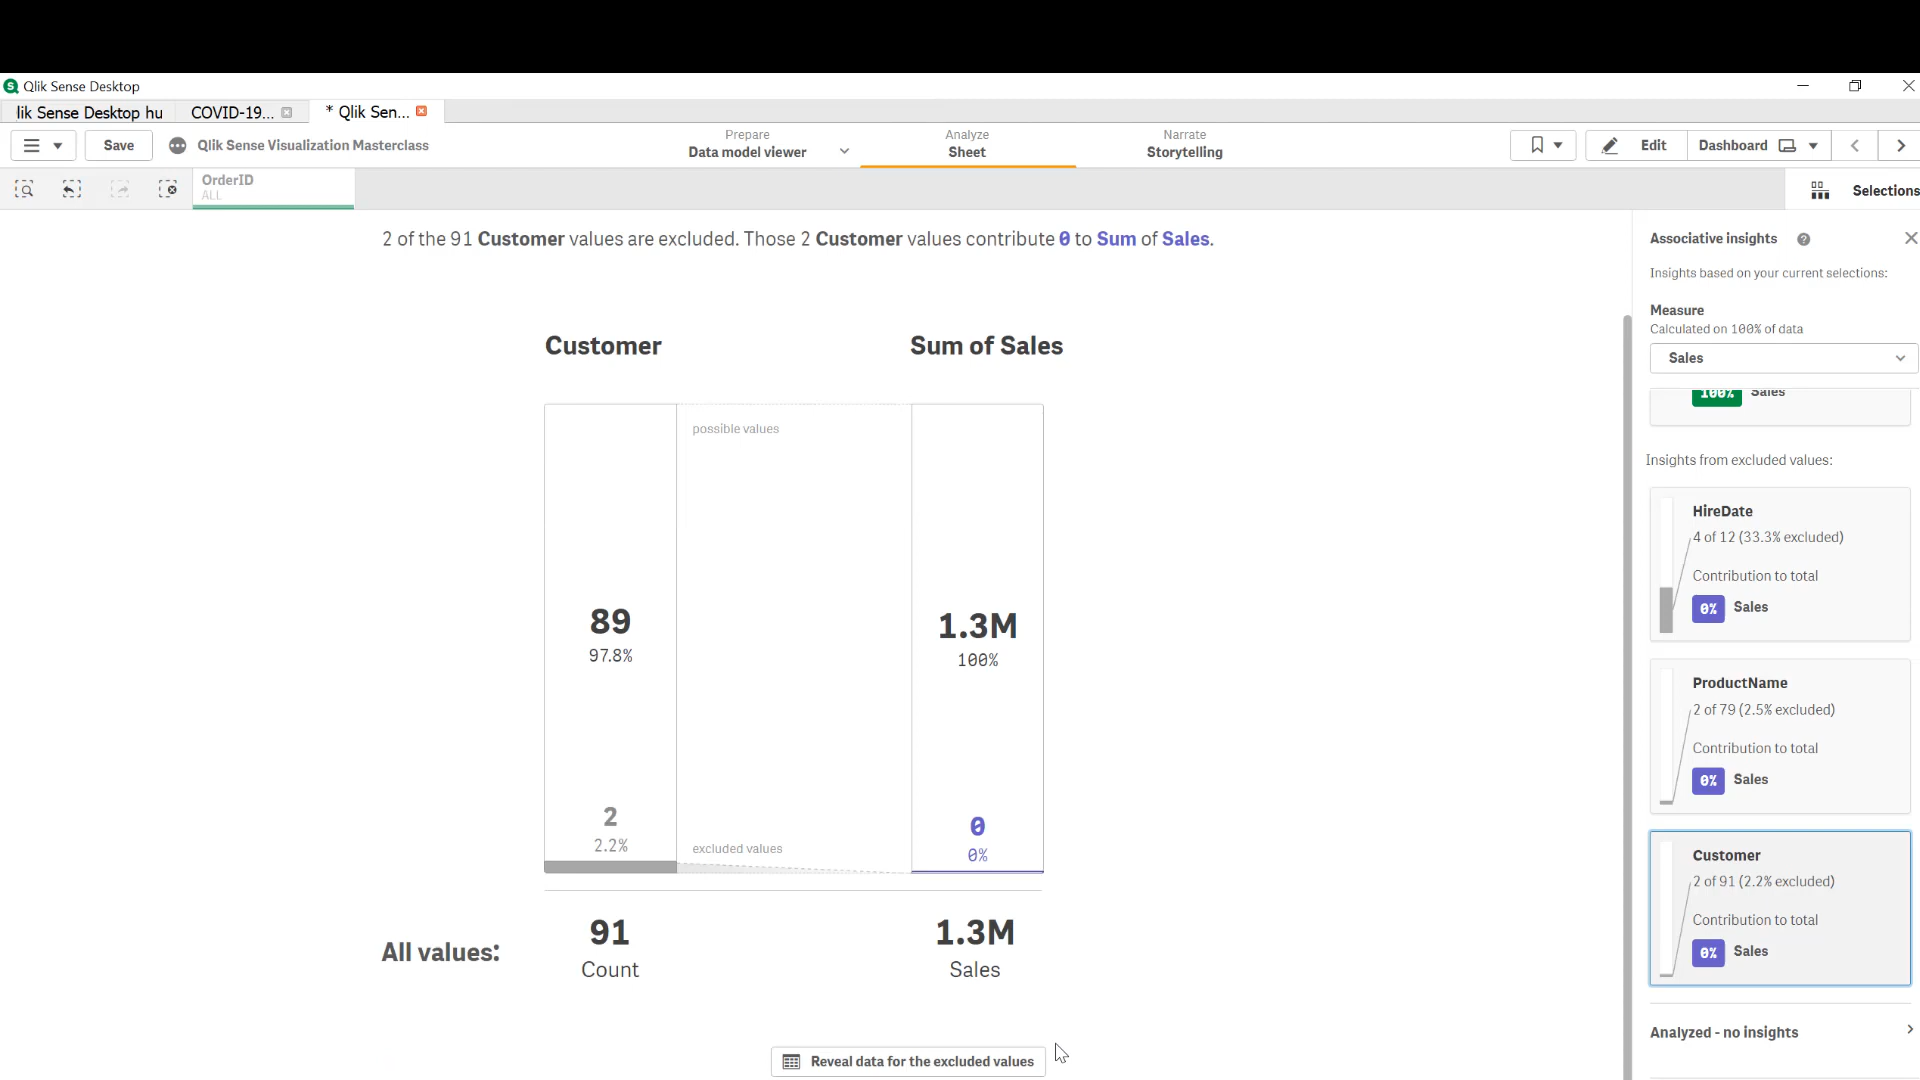 Qlik Sense Desktop
lik Sense Desktop hu
COVID-19...
* Qlik Sen...
Save
Qlik Sense Visualization Masterclass
Prepare
Data model viewer
Analyze
Sheet
Narrate
Storytelling
Edit
Dashboard
OrderID
ALL
Selections
2 of the 91 Customer values are excluded. Those 2 Customer values contribute 0 to Sum of Sales.
Customer
Sum of Sales
possible values
89
97.8%
1.3M
100%
2
2.2%
excluded values
0
0%
All values:
91
Count
1.3M
Sales
Reveal data for the excluded values
Associative insights
Insights based on your current selections:
Measure
Calculated on 100% of data
Sales
100% Sales
Insights from excluded values:
HireDate
4 of 12 (33.3% excluded)
Contribution to total
0% Sales
ProductName
2 of 79 (2.5% excluded)
Contribution to total
0% Sales
Customer
2 of 91 (2.2% excluded)
Contribution to total
0% Sales
Analyzed - no insights